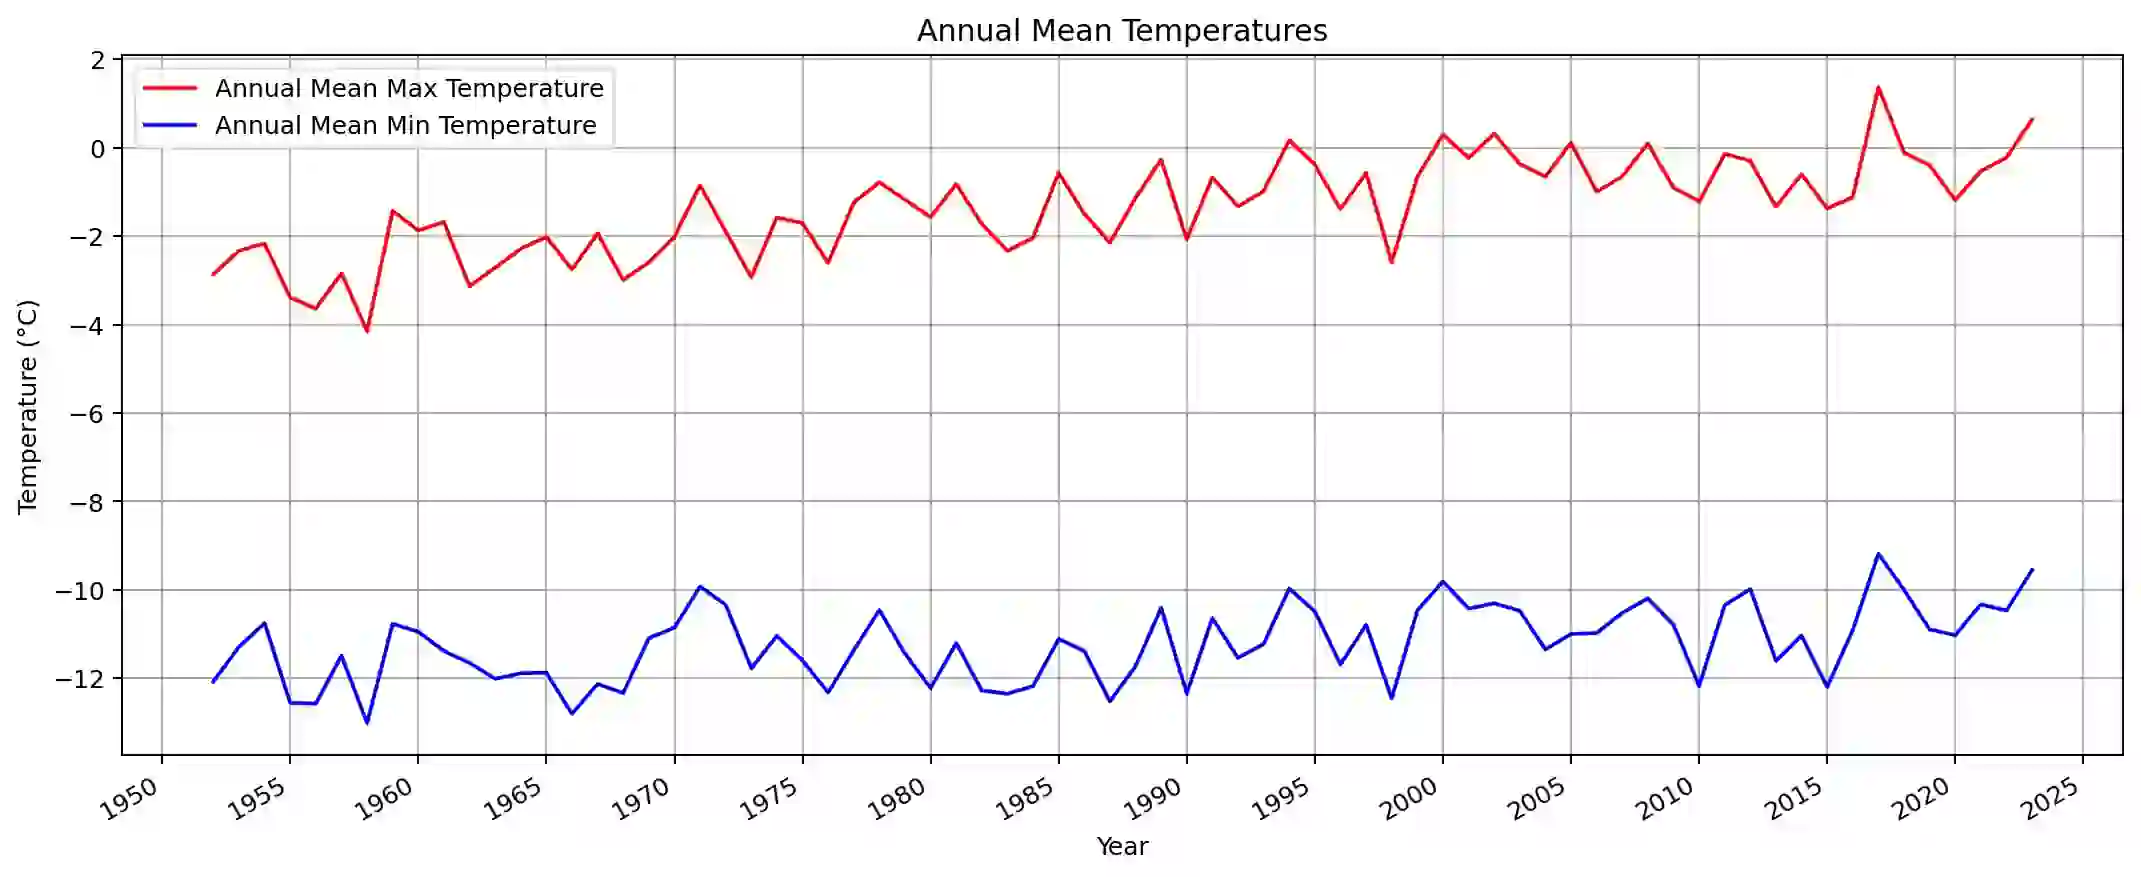 Annual Mean Temperatures
2
0
−2
−4
−6
−8
−10
−12
Temperature (°C)
Annual Mean Max Temperature
Annual Mean Min Temperature
1950 1955 1960 1965 1970 1975 1980 1985 1990 1995 2000 2005 2010 2015 2020 2025
Year